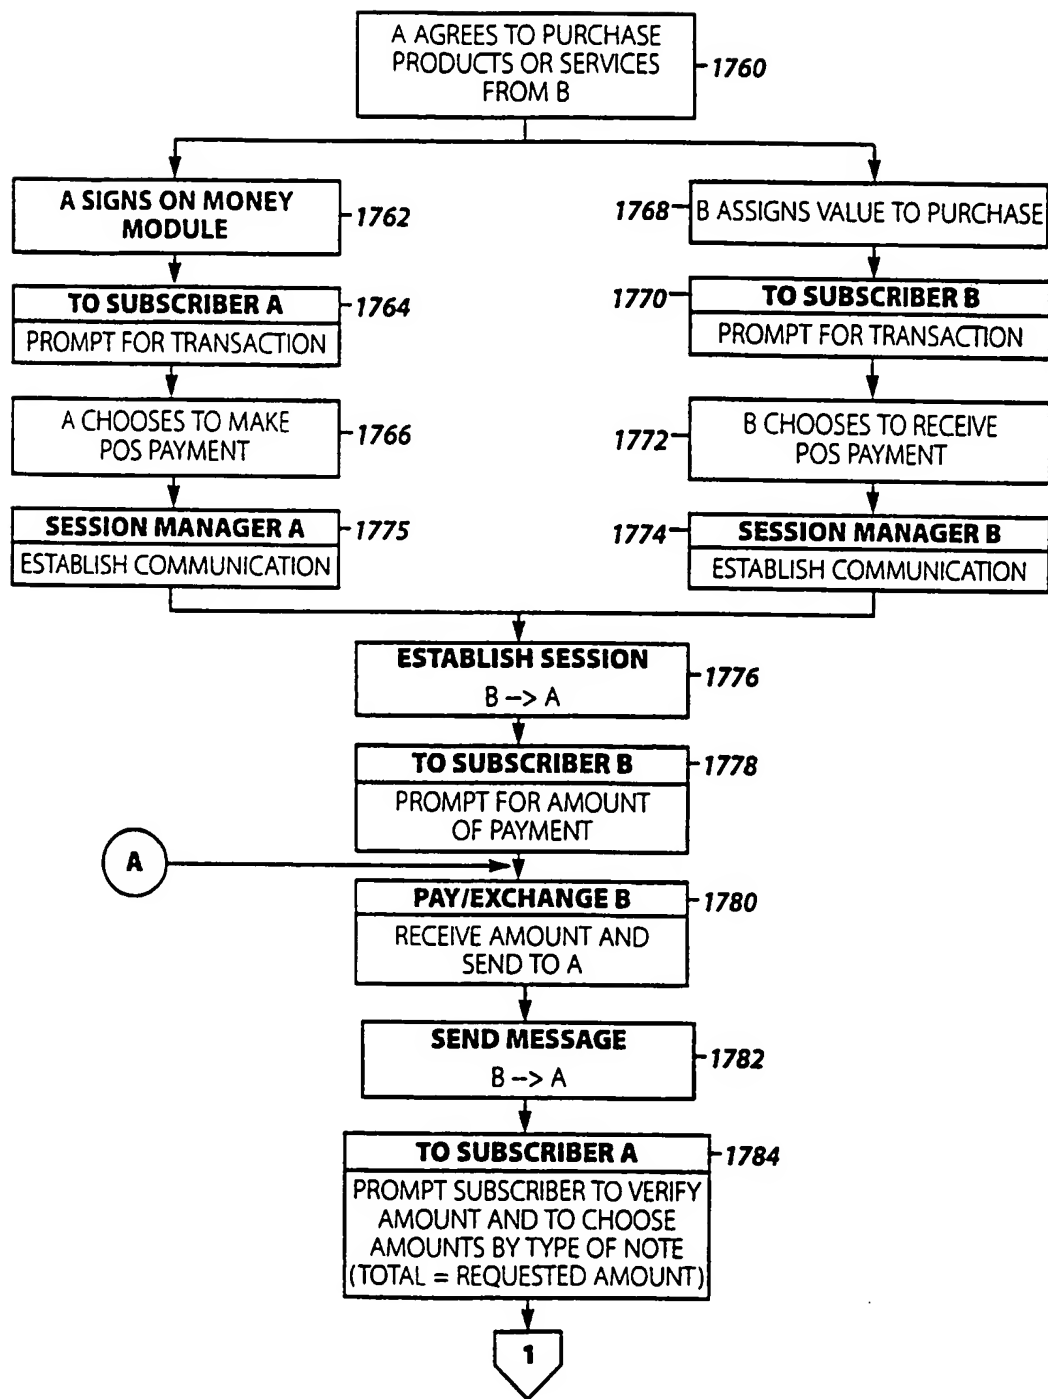 A AGREES TO PURCHASE
PRODUCTS OR SERVICES
FROM B
1760
A SIGNS ON MONEY
MODULE
1762
TO SUBSCRIBER A
1764
PROMPT FOR TRANSACTION
A CHOOSES TO MAKE
POS PAYMENT
1766
SESSION MANAGER A
1775
ESTABLISH COMMUNICATION
1768
B ASSIGNS VALUE TO PURCHASE
1770
TO SUBSCRIBER B
PROMPT FOR TRANSACTION
1772
B CHOOSES TO RECEIVE
POS PAYMENT
1774
SESSION MANAGER B
ESTABLISH COMMUNICATION
ESTABLISH SESSION
B --> A
1776
TO SUBSCRIBER B
1778
PROMPT FOR AMOUNT
OF PAYMENT
A
PAY/EXCHANGE B
1780
RECEIVE AMOUNT AND
SEND TO A
SEND MESSAGE
B --> A
1782
TO SUBSCRIBER A
1784
PROMPT SUBSCRIBER TO VERIFY
AMOUNT AND TO CHOOSE
AMOUNTS BY TYPE OF NOTE
(TOTAL = REQUESTED AMOUNT)
1